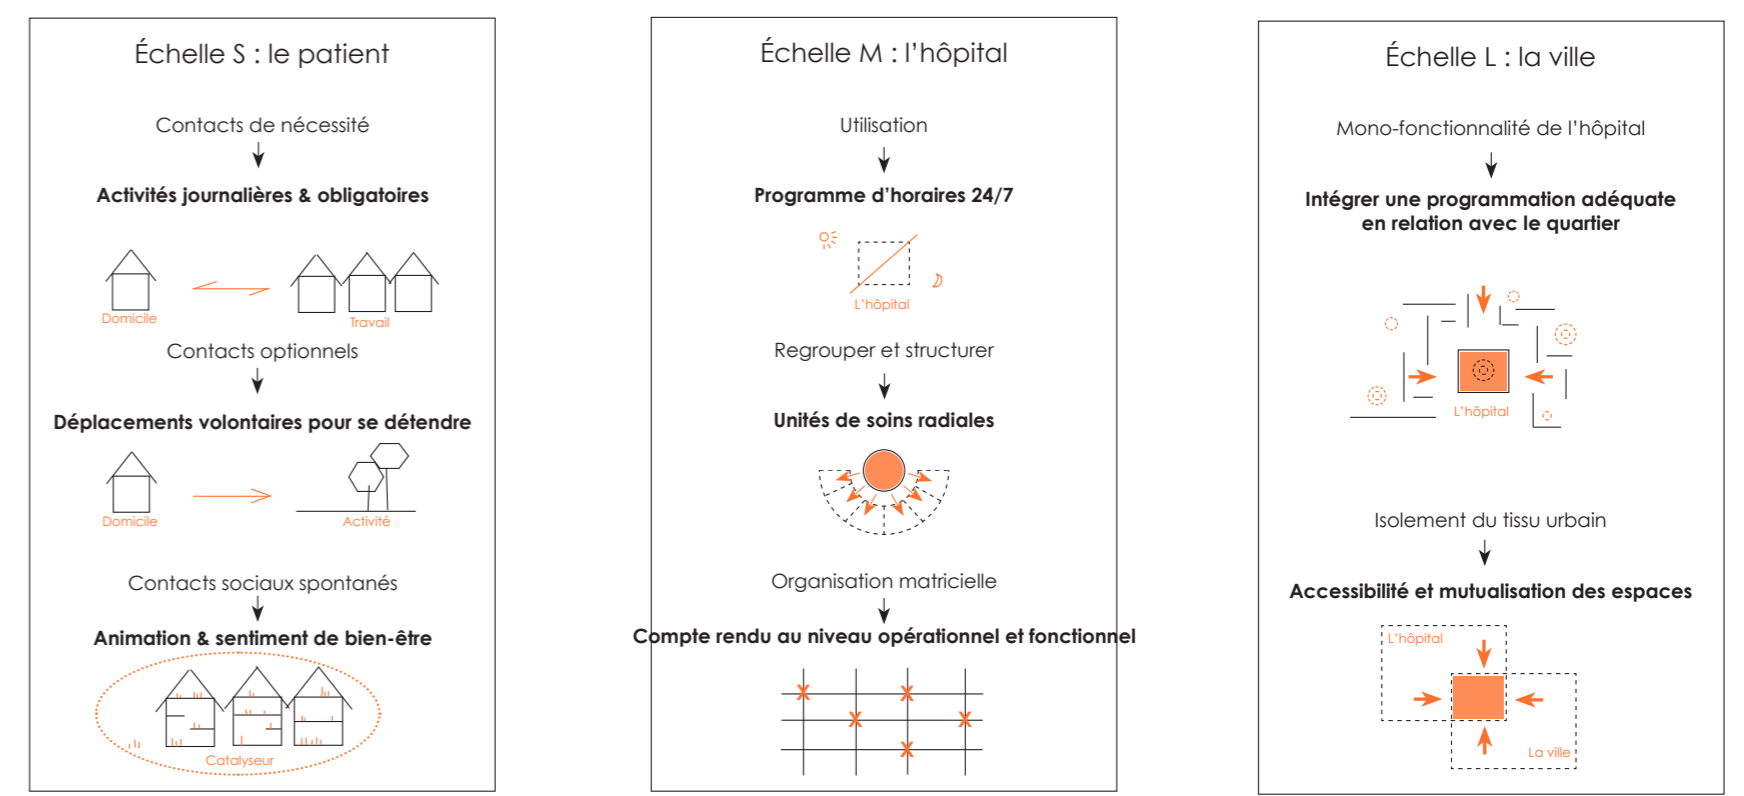 Échelle S : le patient
Contacts de nécessité
Activités journalières & obligatoires
Domicile
Travail
Contacts optionnels
Déplacements volontaires pour se détendre
Domicile
Activité
Contacts sociaux spontanés
Animation & sentiment de bien-être
Catalyseur
Échelle M : l’hôpital
Utilisation
Programme d’horaires 24/7
L’hôpital
Regrouper et structurer
Unités de soins radiales
Organisation matricielle
Compte rendu au niveau opérationnel et fonctionnel
X X
X X
X
Échelle L : la ville
Mono-fonctionnalité de l’hôpital
Intégrer une programmation adéquate
en relation avec le quartier
L’hôpital
Isolement du tissu urbain
Accessibilité et mutualisation des espaces
L’hôpital
La ville